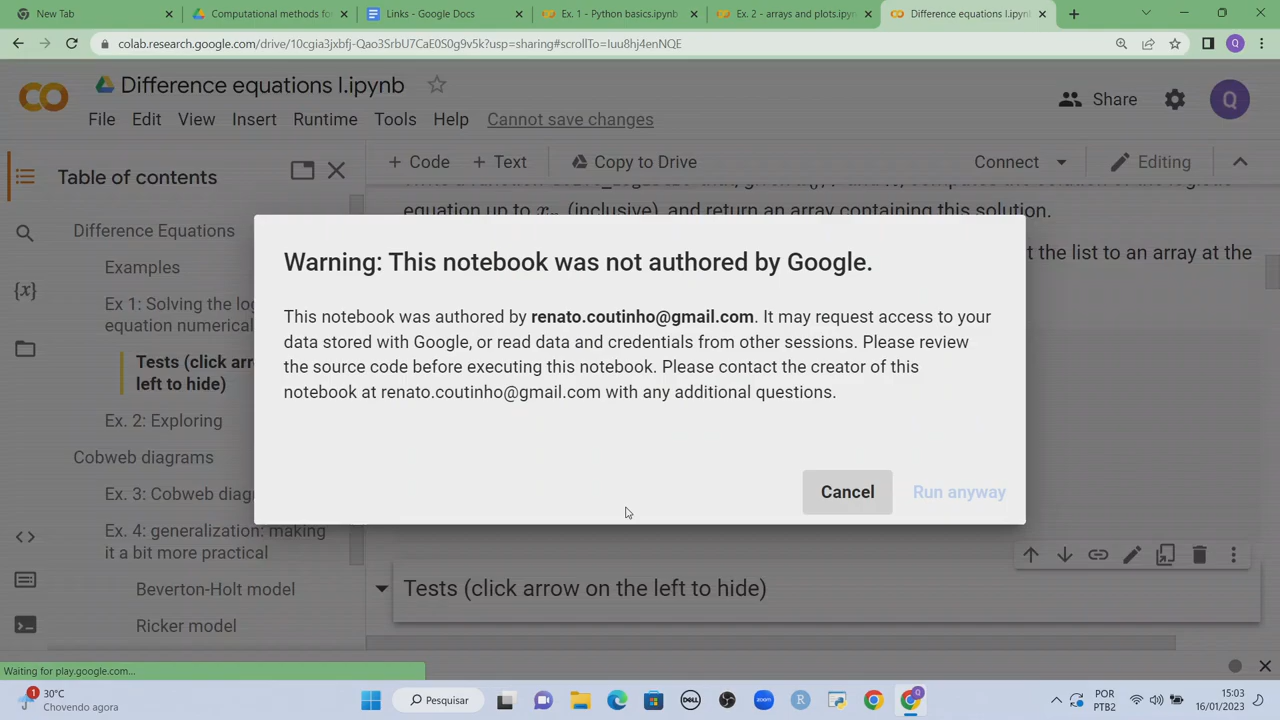 New Tab
Computational methods for
Links - Google Docs
Ex. 1 - Python basics.ipynb
Ex. 2 - arrays and plots.ipynb
Difference equations I.ipynb
colab.research.google.com/drive/10cgia3jxbfj-Qao3SrbU7CaE0S0g9v5k?usp=sharing#scrollTo=Iuu8hj4enNQE
Q
Difference equations I.ipynb
Share
Q
File Edit View Insert Runtime Tools Help Cannot save changes
Table of contents
+ Code + Text Copy to Drive Connect Editing
Difference Equations
Examples
Ex 1: Solving the log
equation numerical
Tests (click arro
left to hide)
Ex. 2: Exploring
Cobweb diagrams
Ex. 3: Cobweb diag
Ex. 4: generalization: making
it a bit more practical
Beverton-Holt model
Ricker model
equation up to xₙ (inclusive), and return an array containing this solution.
t the list to an array at the
Warning: This notebook was not authored by Google.
This notebook was authored by renato.coutinho@gmail.com. It may request access to your
data stored with Google, or read data and credentials from other sessions. Please review
the source code before executing this notebook. Please contact the creator of this
notebook at renato.coutinho@gmail.com with any additional questions.
Cancel Run anyway
Tests (click arrow on the left to hide)
Waiting for play.google.com...
1
30°C
Chovendo agora
Pesquisar
DELL
zoom
R
Q
POR
PTB2
15:03
16/01/2023